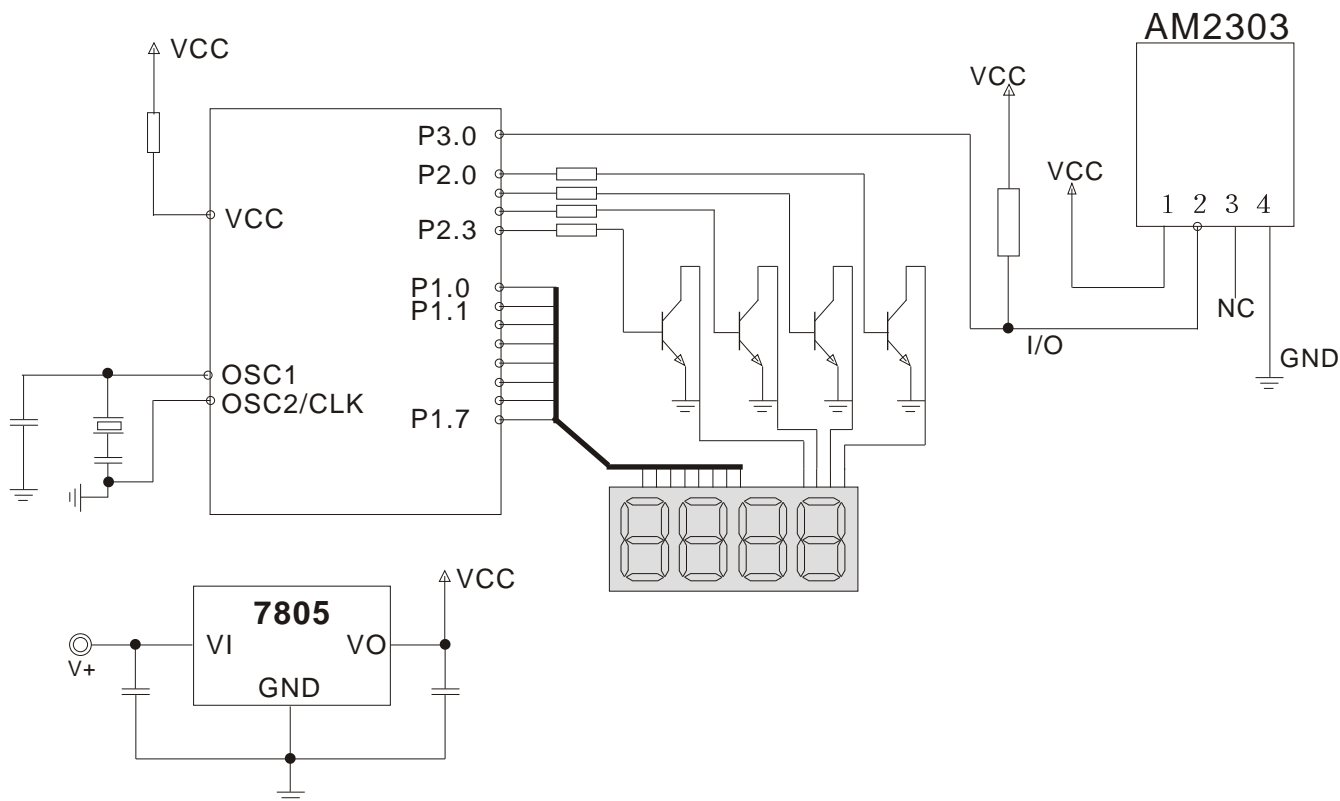 AM2303
VCC
VCC
VCC
1 2 3 4
NC
I/O
GND
P3.0
P2.0
P2.3
VCC
P1.0
P1.1
OSC1
OSC2/CLK
P1.7
VCC
7805
VI VO
GND
V+